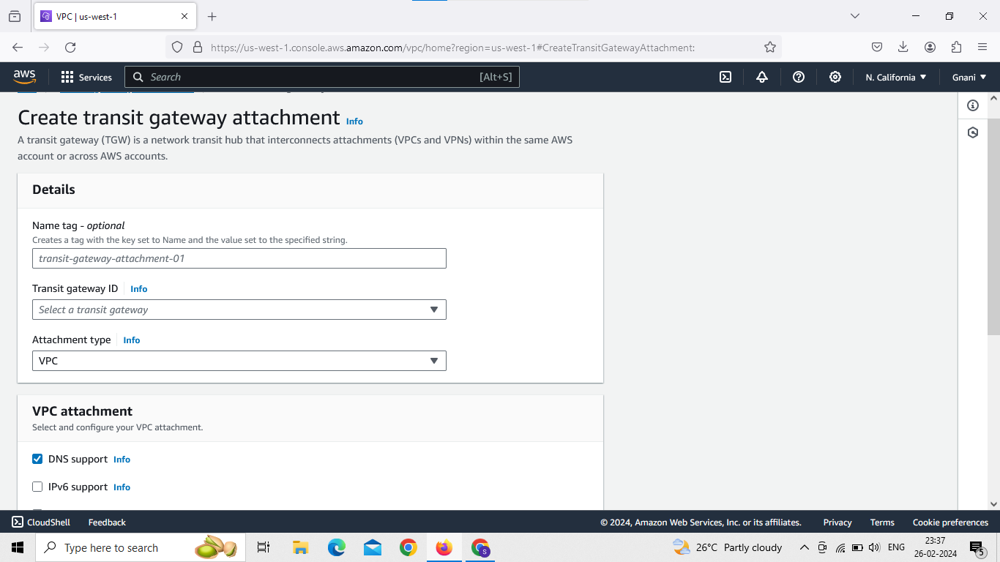 VPC | us-west-1
https://us-west-1.console.aws.amazon.com/vpc/home?region=us-west-1#CreateTransitGatewayAttachment:
aws
Services
Search
[Alt+S]
N. California
Gnani
Create transit gateway attachment Info
A transit gateway (TGW) is a network transit hub that interconnects attachments (VPCs and VPNs) within the same AWS
account or across AWS accounts.
Details
Name tag - optional
Creates a tag with the key set to Name and the value set to the specified string.
transit-gateway-attachment-01
Transit gateway ID Info
Select a transit gateway
Attachment type Info
VPC
VPC attachment
Select and configure your VPC attachment.
DNS support Info
IPv6 support Info
CloudShell
Feedback
© 2024, Amazon Web Services, Inc. or its affiliates.
Privacy
Terms
Cookie preferences
Type here to search
S
26°C Partly cloudy
ENG
23:37
26-02-2024
5